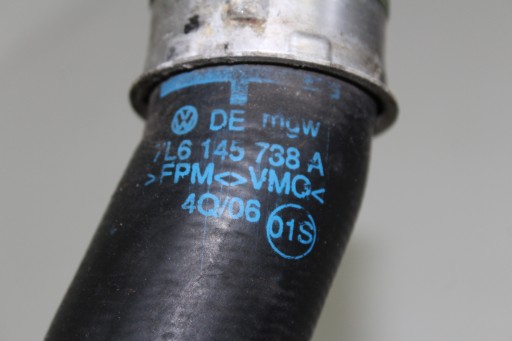 DE mgw
7L6 145 738 A
>FPM<>VMQ<
4Q/06 01S